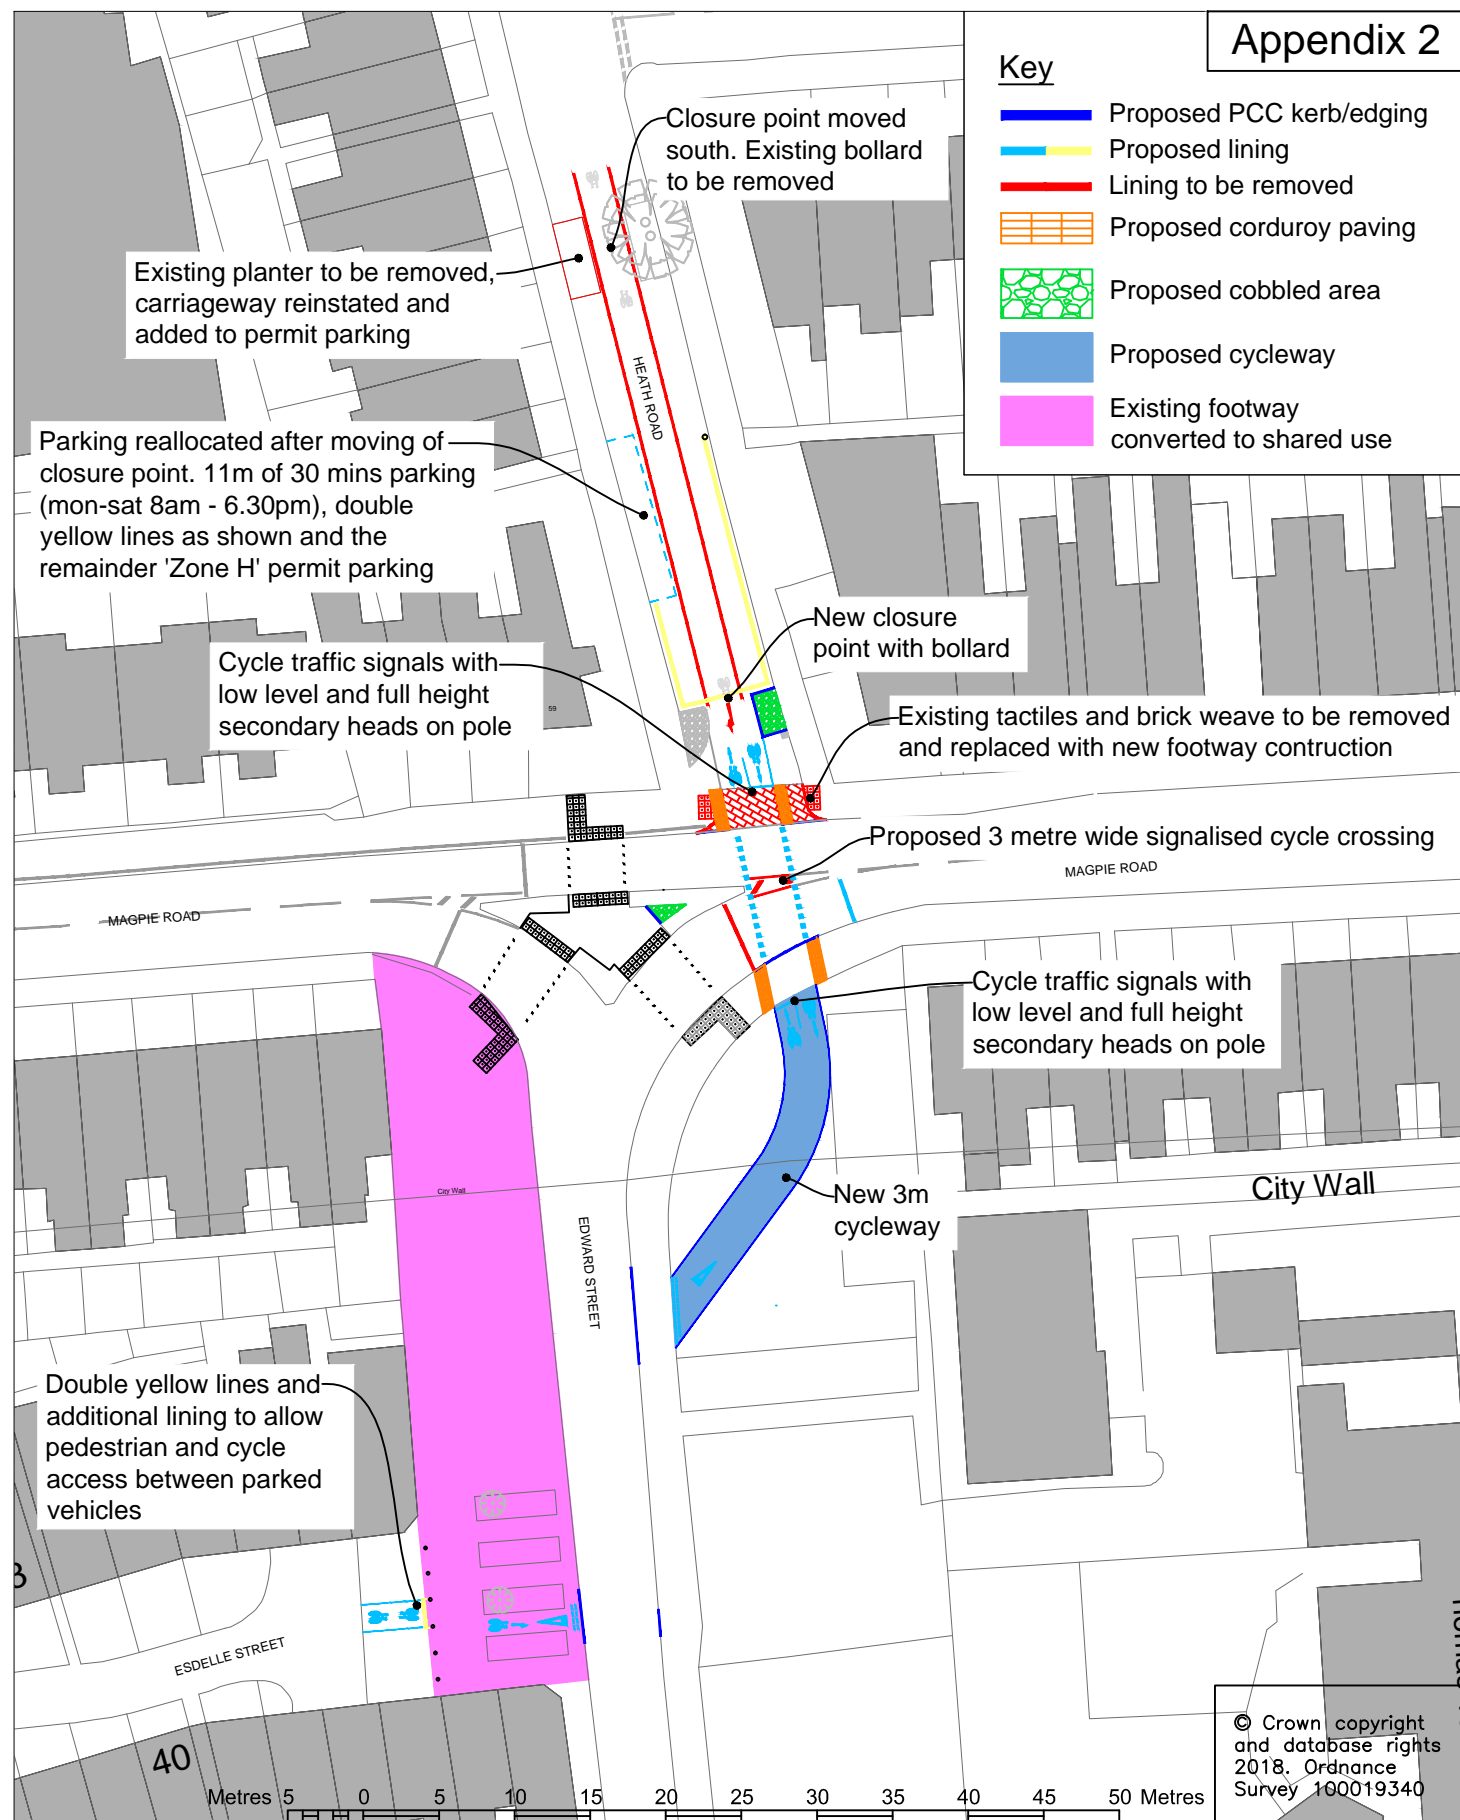 Appendix 2
Key
Proposed PCC kerb/edging
Proposed lining
Lining to be removed
Proposed corduroy paving
Proposed cobbled area
Proposed cycleway
Existing footway
converted to shared use
Closure point moved
south. Existing bollard
to be removed
Existing planter to be removed,
carriageway reinstated and
added to permit parking
HEATH ROAD
Parking reallocated after moving of
closure point. 11m of 30 mins parking
(mon-sat 8am - 6.30pm), double
yellow lines as shown and the
remainder 'Zone H' permit parking
New closure
point with bollard
Cycle traffic signals with
low level and full height
secondary heads on pole
59
Existing tactiles and brick weave to be removed
and replaced with new footway contruction
Proposed 3 metre wide signalised cycle crossing
MAGPIE ROAD
MAGPIE ROAD
Cycle traffic signals with
low level and full height
secondary heads on pole
City Wall
City Wall
New 3m
cycleway
EDWARD STREET
Double yellow lines and
additional lining to allow
pedestrian and cycle
access between parked
vehicles
ESDELLE STREET
40
© Crown copyright
and database rights
2018. Ordnance
Survey 100019340
Metres 5 0 5 10 15 20 25 30 35 40 45 50 Metres